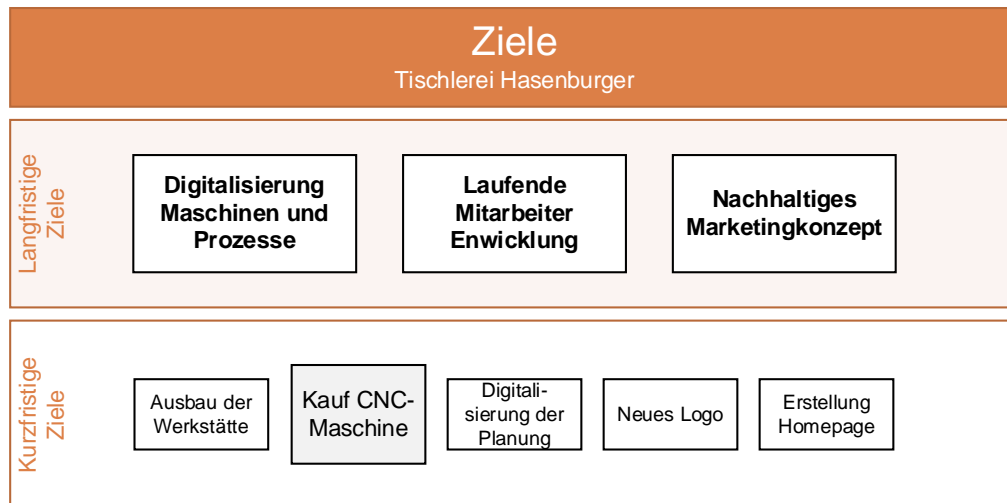 Ziele
Tischlerei Hasenburger
Langfristige
Ziele
Digitalisierung
Maschinen und
Prozesse
Laufende
Mitarbeiter
Enwicklung
Nachhaltiges
Marketingkonzept
Kurzfristige
Ziele
Ausbau der
Werkstätte
Kauf CNC-
Maschine
Digitali-
sierung der
Planung
Neues Logo
Erstellung
Homepage